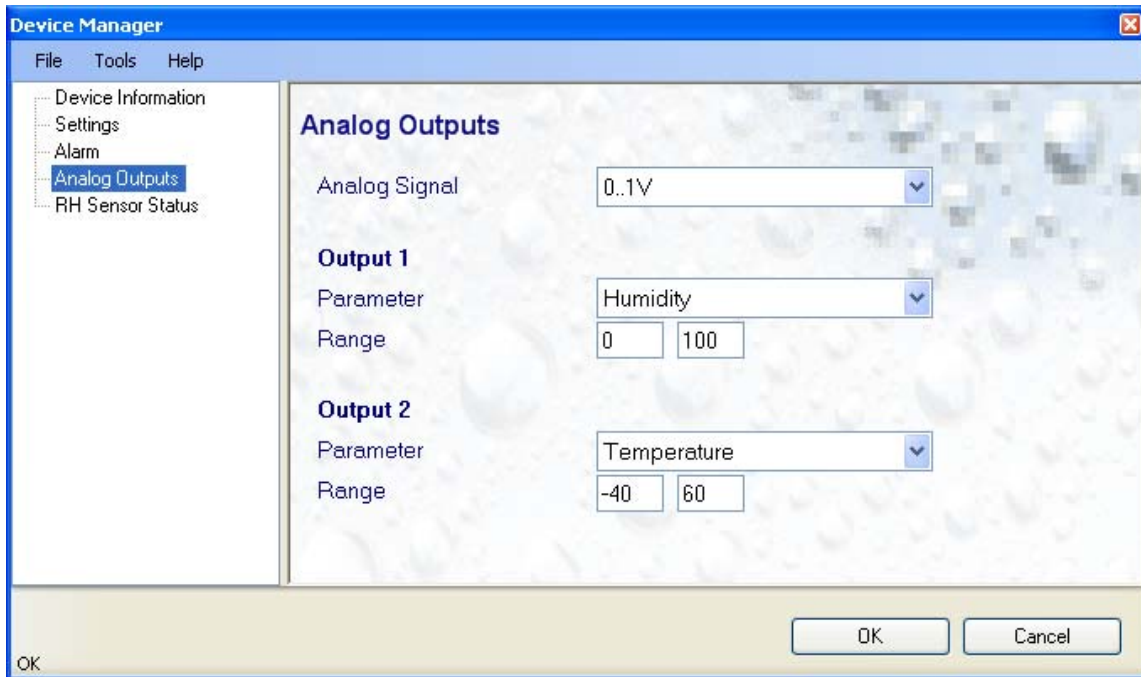 Device Manager
File Tools Help
Device Information
Settings
Alarm
Analog Outputs
RH Sensor Status
Analog Outputs
Analog Signal 0..1V
Output 1
Parameter Humidity
Range 0 100
Output 2
Parameter Temperature
Range -40 60
OK Cancel
OK